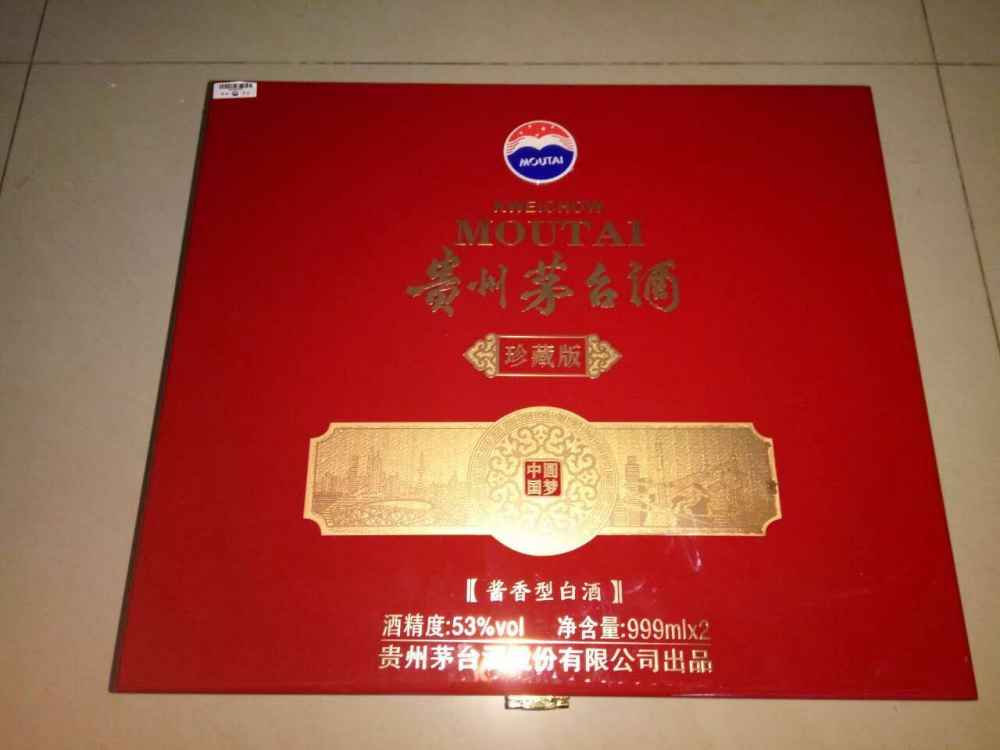 MOUTAI
KWEICHOW
MOUTAI
贵州茅台酒
珍藏版
中圆
国梦
【酱香型白酒】
酒精度:53%vol 净含量:999mlx2
贵州茅台酒股份有限公司出品